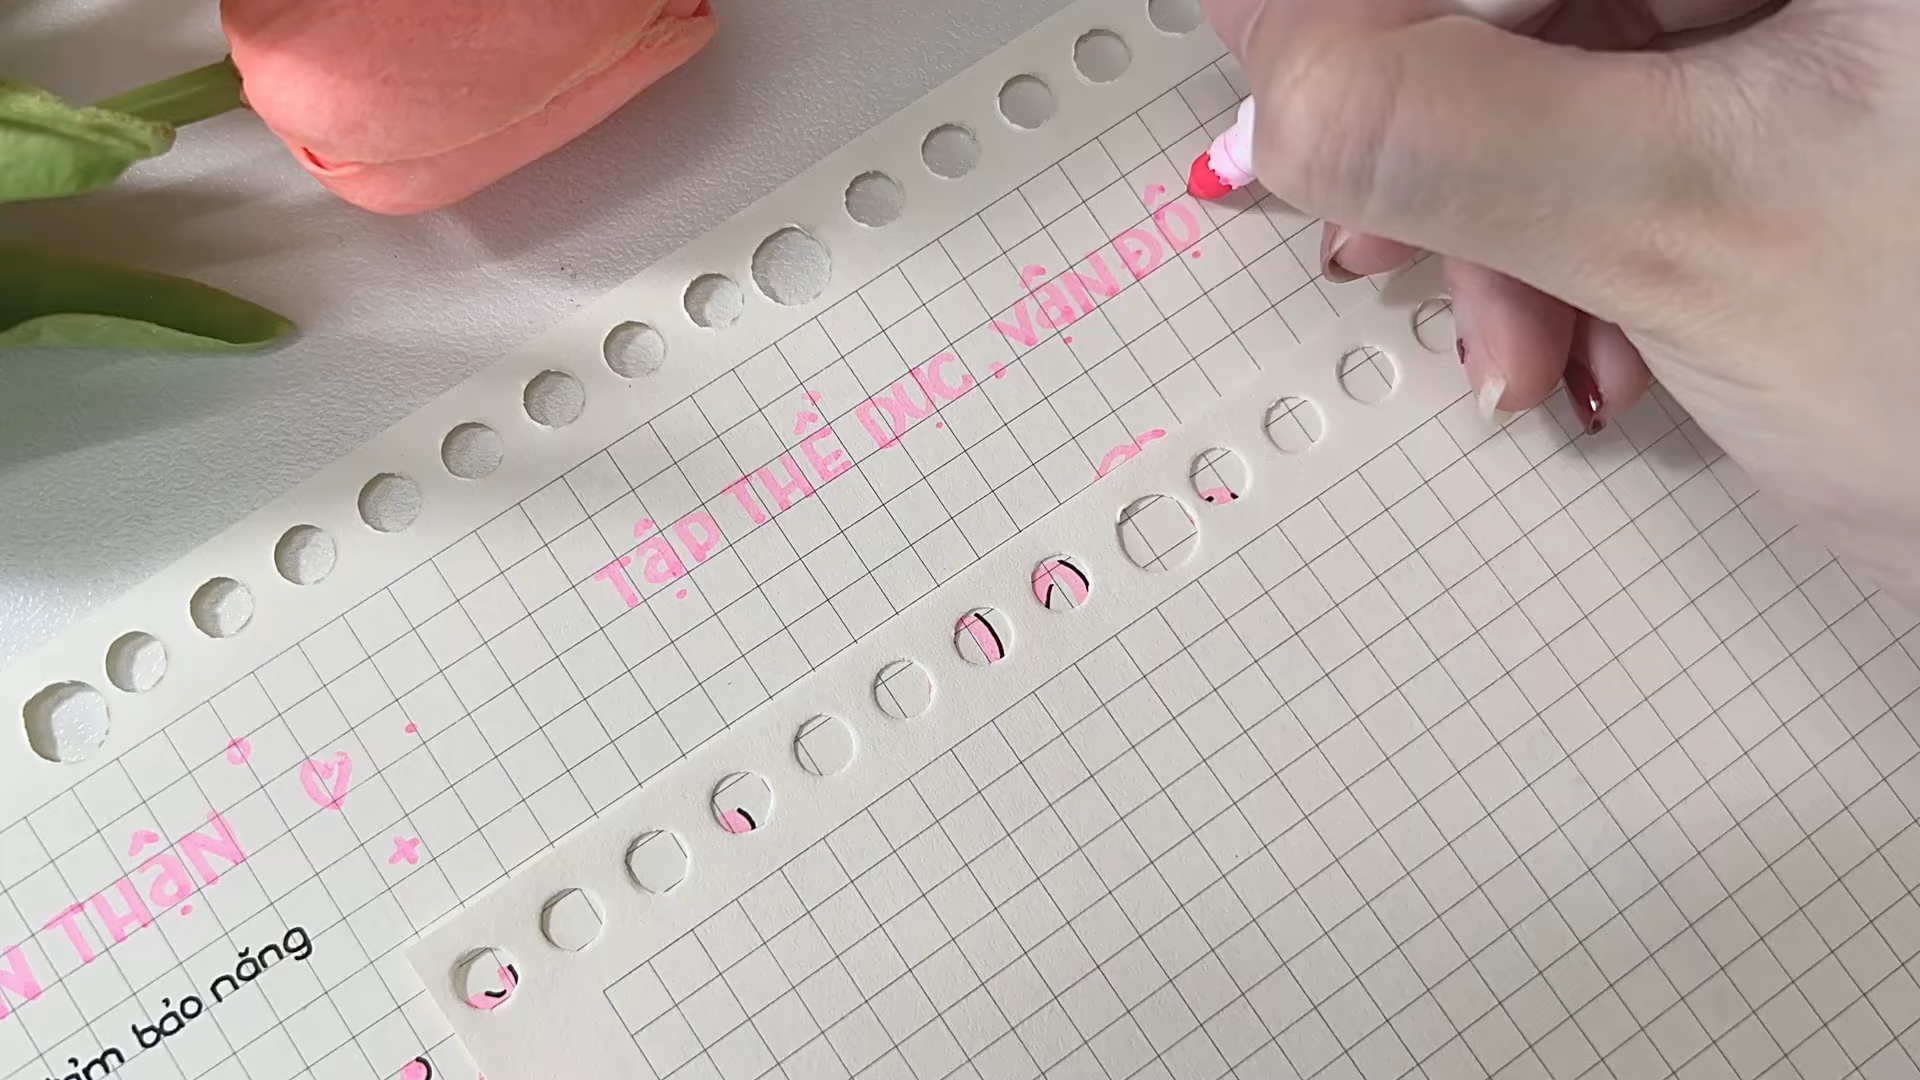 TẬP THỂ DỤC, VẬN ĐỘ
THẬN
bảo năng